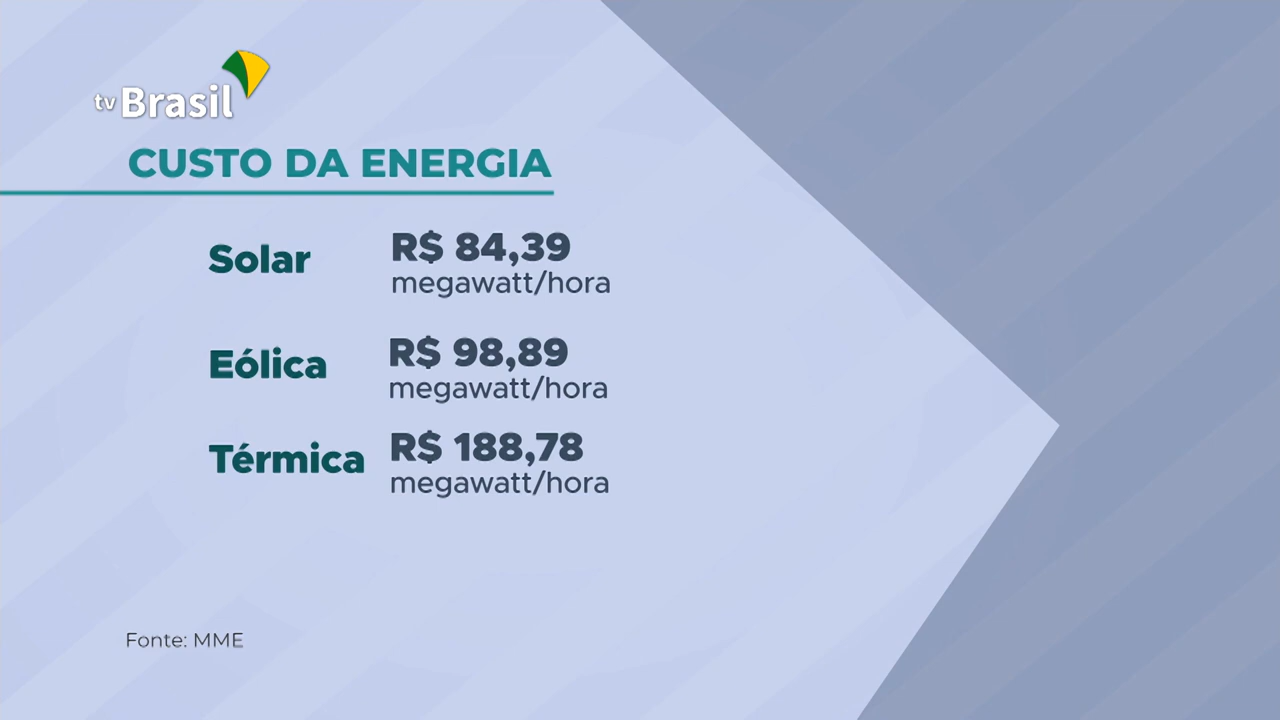 tv Brasil
CUSTO DA ENERGIA
Solar
R$ 84,39
megawatt/hora
Eólica
R$ 98,89
megawatt/hora
Térmica
R$ 188,78
megawatt/hora
Fonte: MME